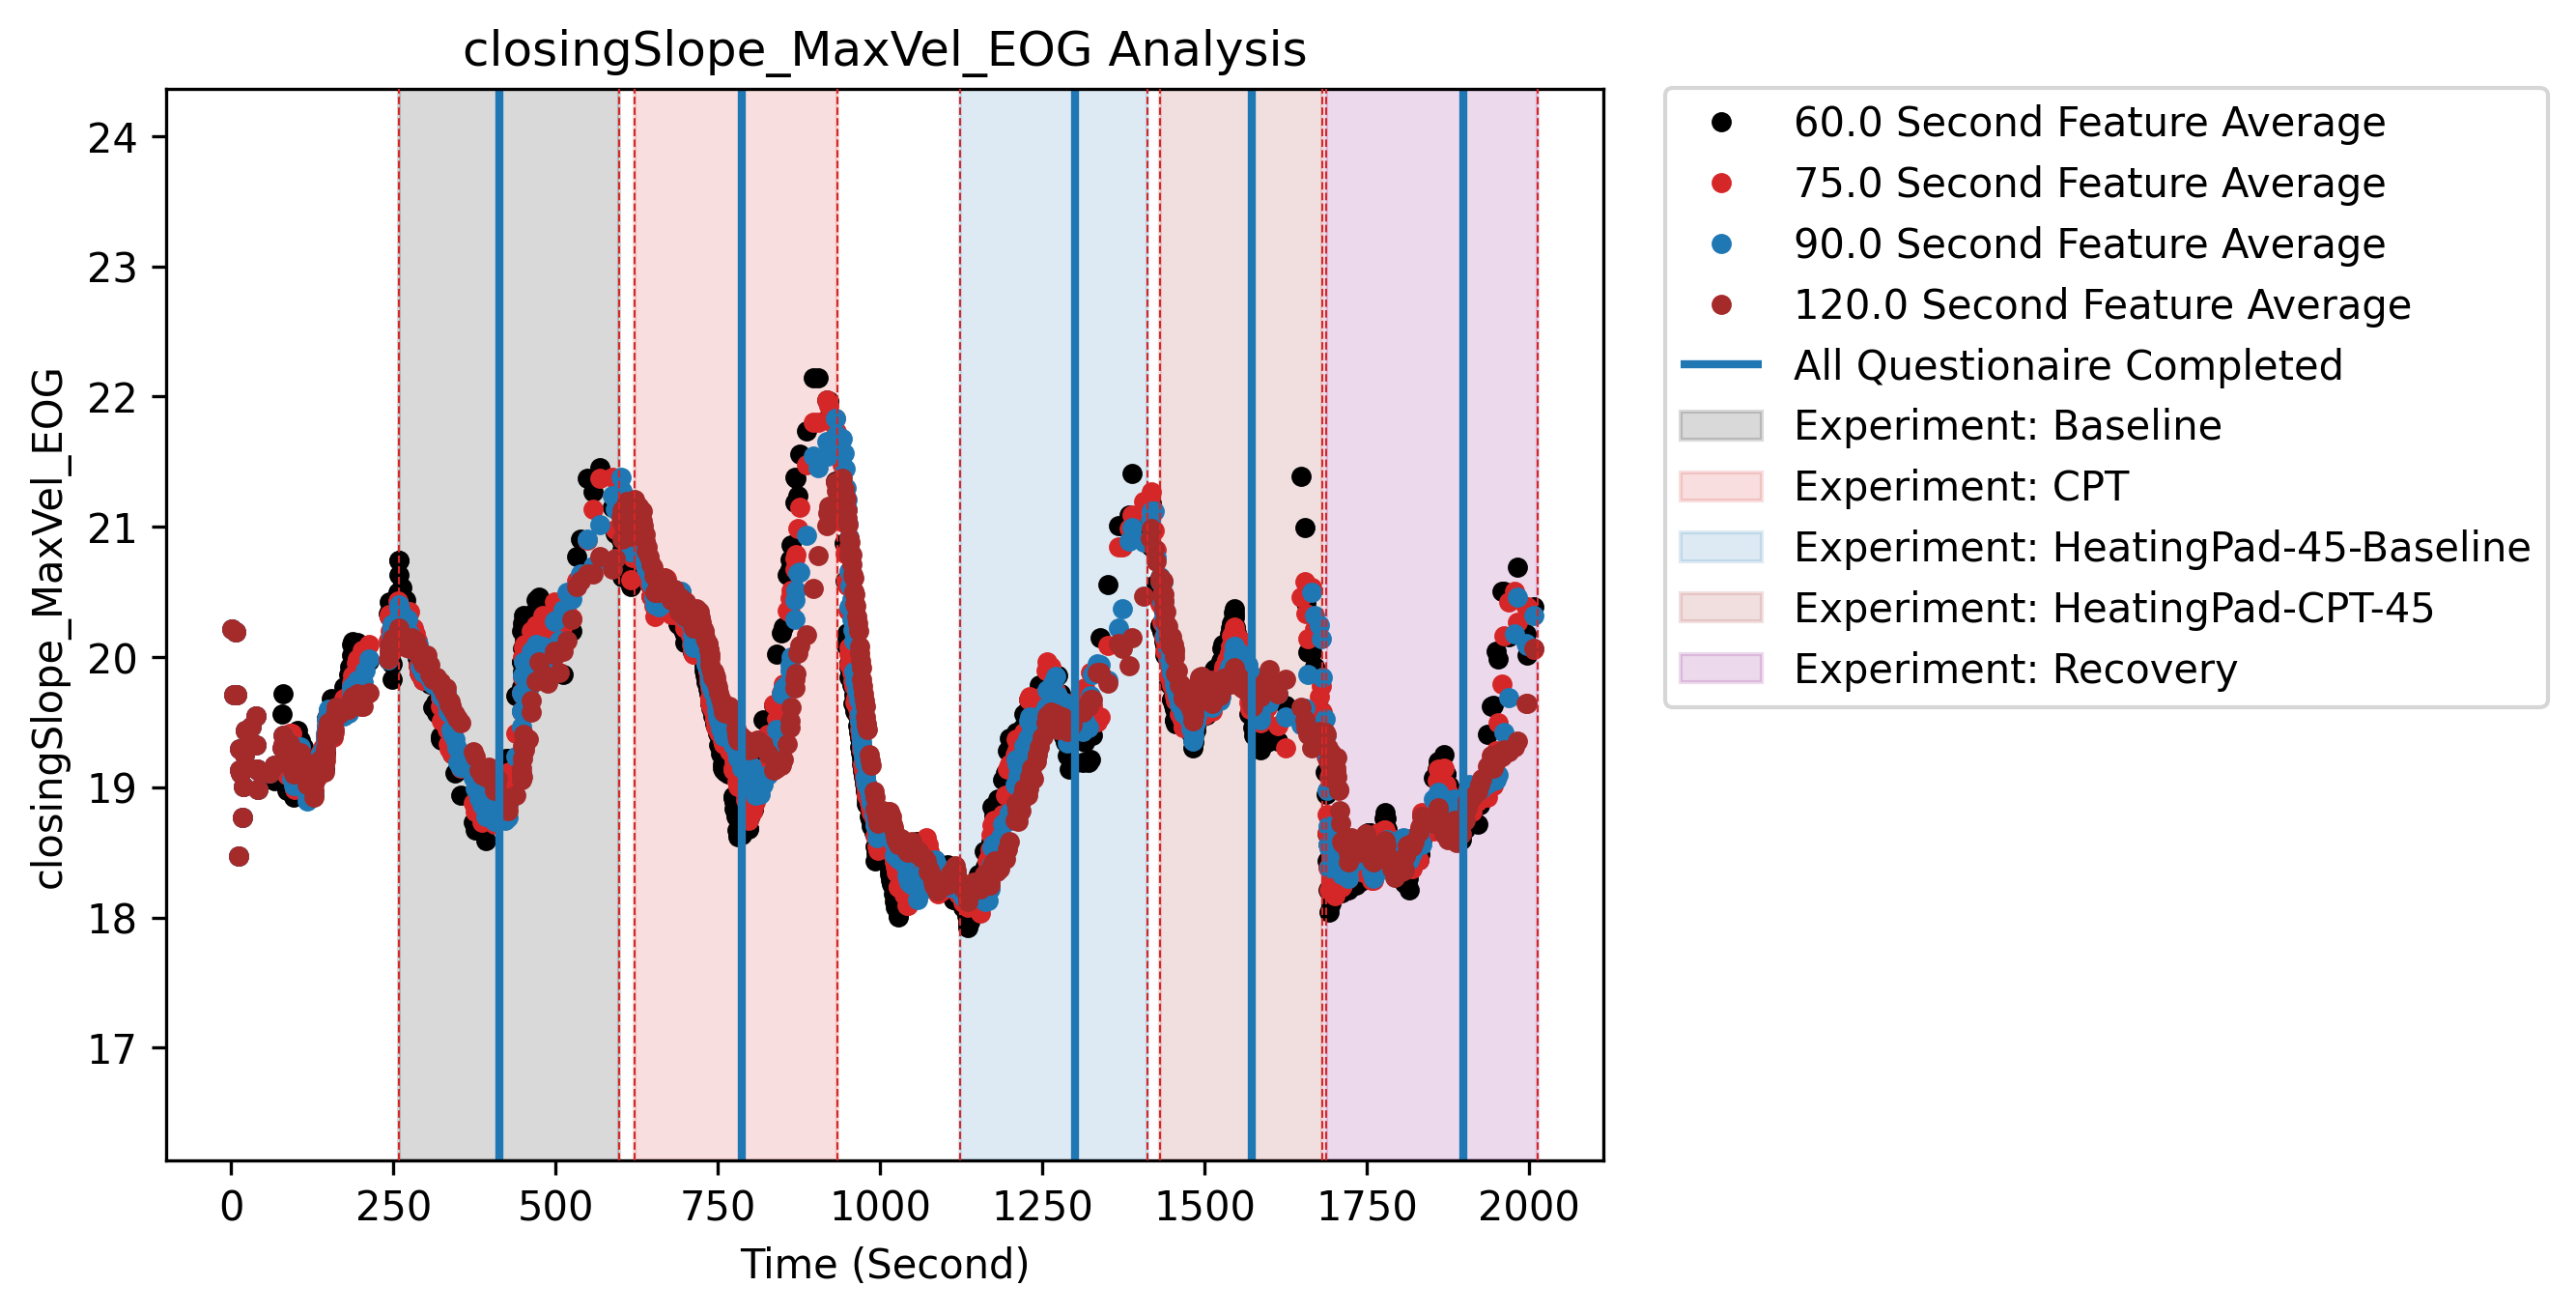 closingSlope_MaxVel_EOG Analysis
closingSlope_MaxVel_EOG
24
23
22
21
20
19
18
17
0 250 500 750 1000 1250 1500 1750 2000
Time (Second)
60.0 Second Feature Average
75.0 Second Feature Average
90.0 Second Feature Average
120.0 Second Feature Average
All Questionaire Completed
Experiment: Baseline
Experiment: CPT
Experiment: HeatingPad-45-Baseline
Experiment: HeatingPad-CPT-45
Experiment: Recovery